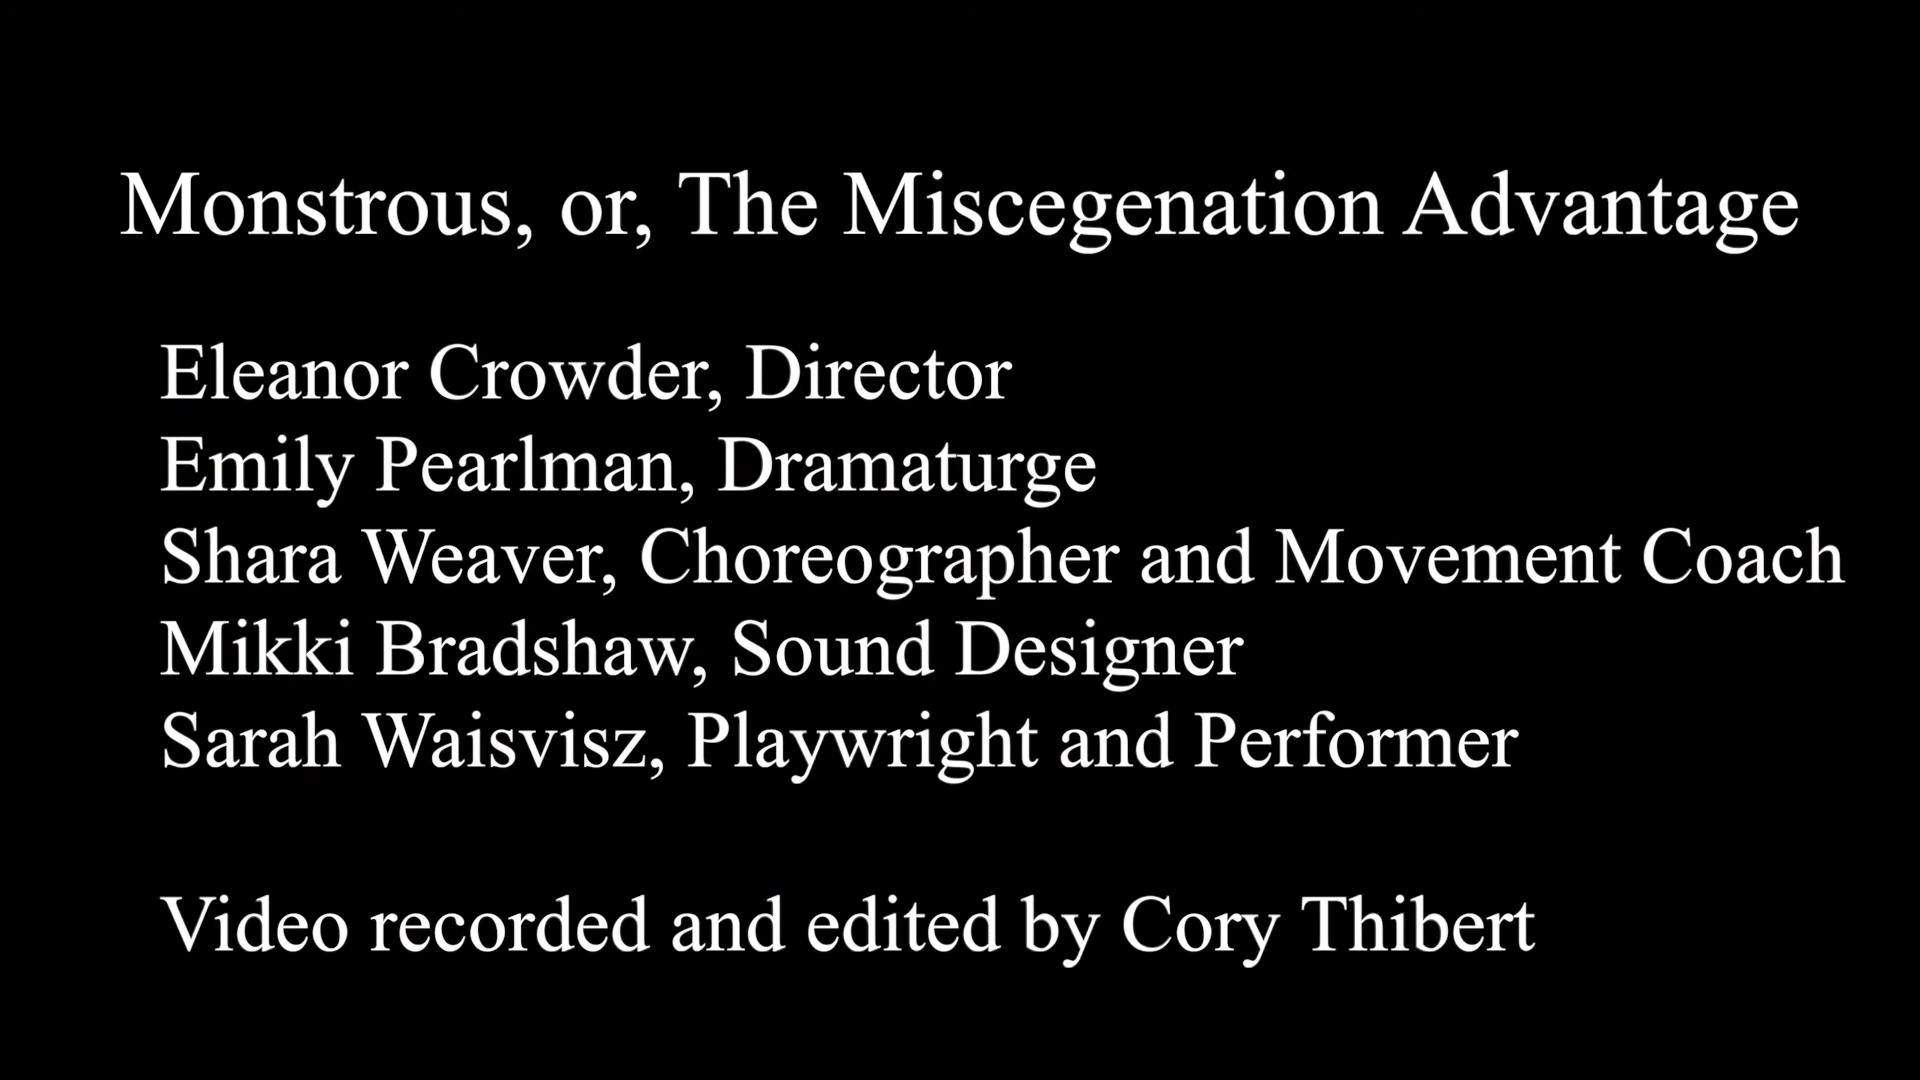 Monstrous, or, The Miscegenation Advantage
Eleanor Crowder, Director
Emily Pearlman, Dramaturge
Shara Weaver, Choreographer and Movement Coach
Mikki Bradshaw, Sound Designer
Sarah Waisvisz, Playwright and Performer
Video recorded and edited by Cory Thibert